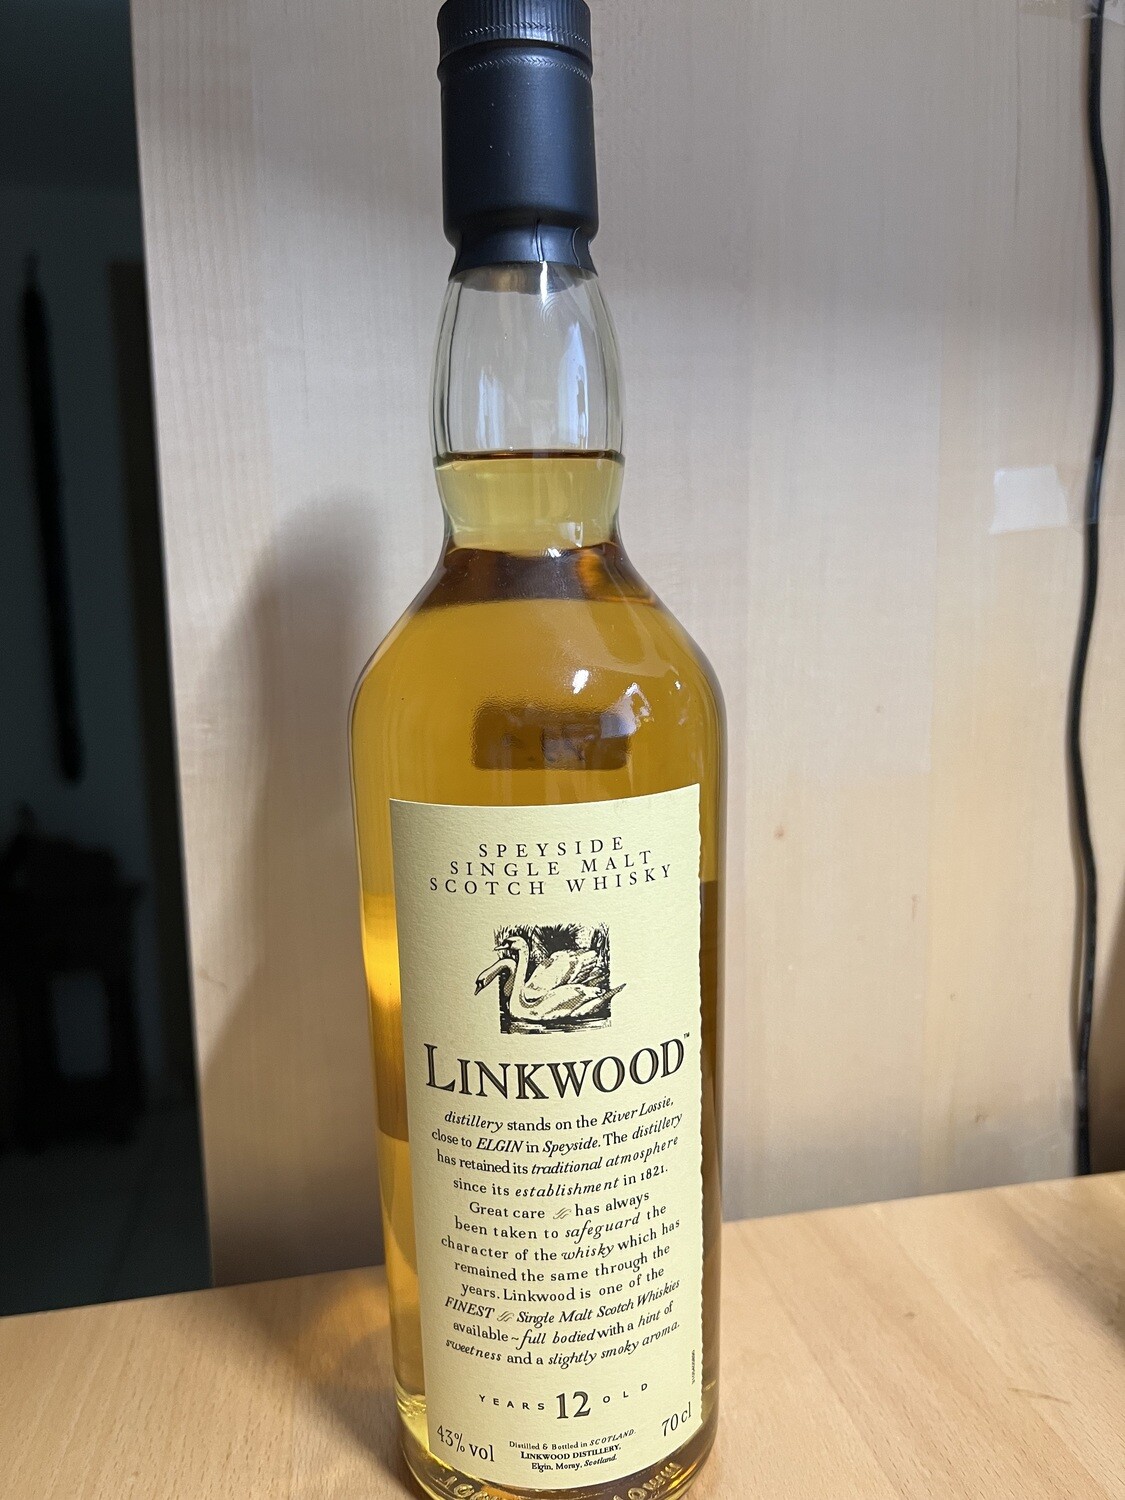 SPEYSIDE
SINGLE MALT
SCOTCH WHISKY
LINKWOOD™
distillery stands on the River Lossie,
close to ELGIN in Speyside. The distillery
has retained its traditional atmosphere
since its establishment in 1821.
Great care has always
been taken to safeguard the
character of the whisky which has
remained the same through the
years. Linkwood is one of the
FINEST Single Malt Scotch Whiskies
available ~ full bodied with a hint of
sweetness and a slightly smoky aroma.
YEARS 12 OLD
43% vol
Distilled & Bottled in SCOTLAND.
LINKWOOD DISTILLERY,
Elgin, Moray, Scotland.
70 cl